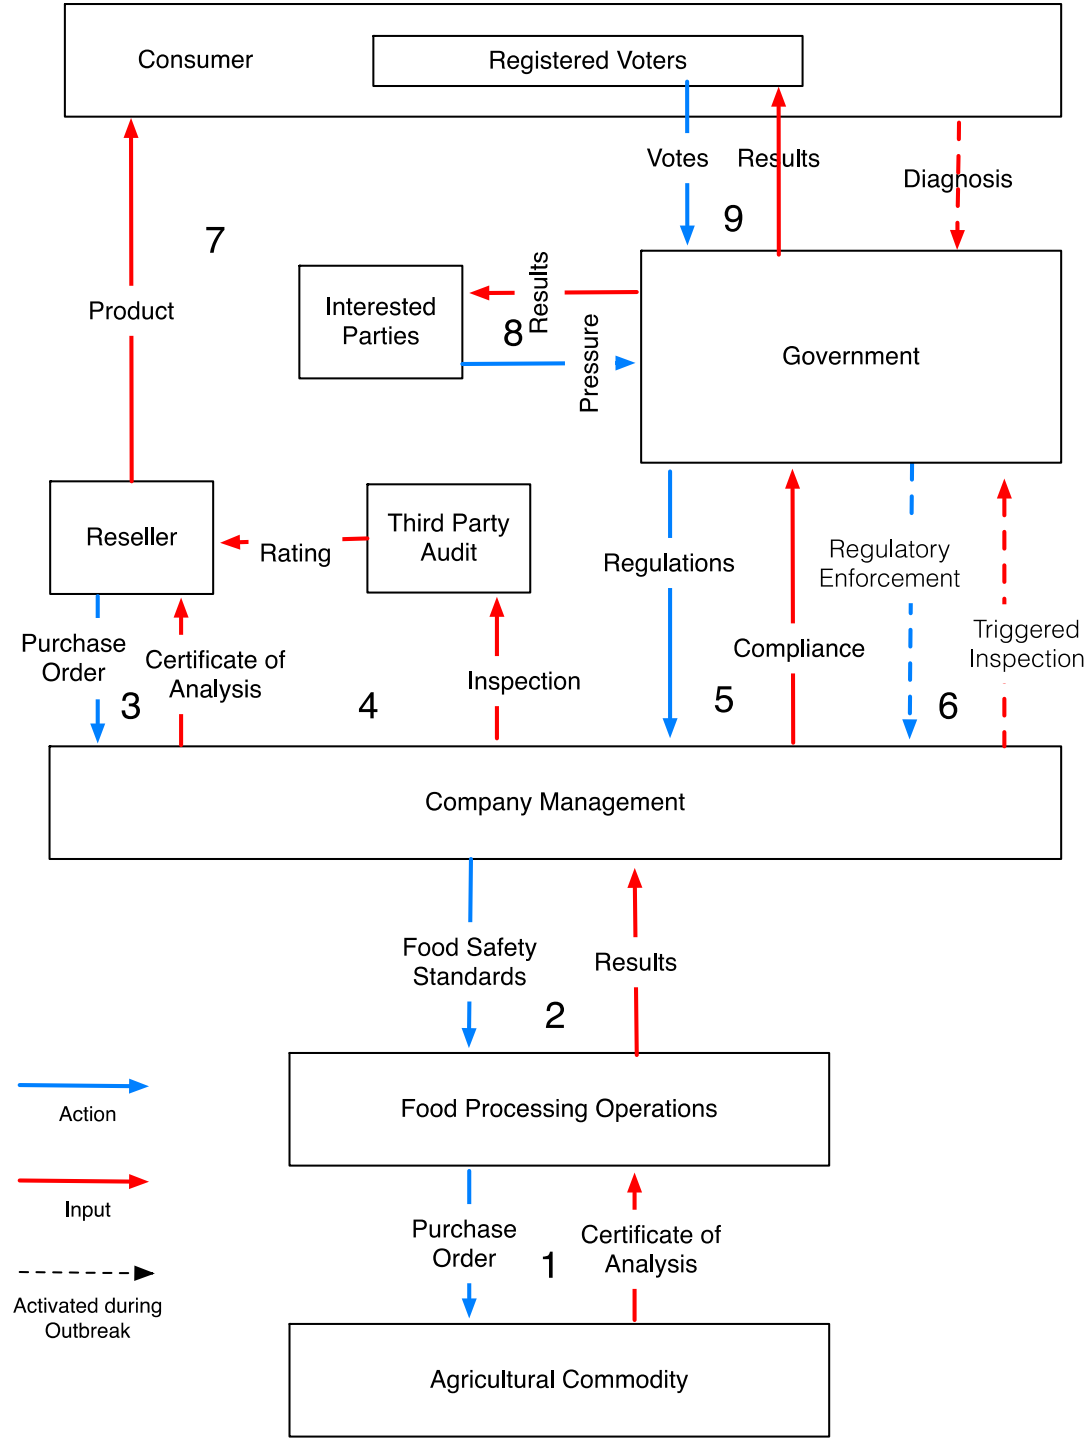 Consumer
Registered Voters
Votes
Results
Diagnosis
9
7
Product
Interested
Parties
Results
8
Pressure
Government
Reseller
Rating
Third Party
Audit
Regulations
Regulatory
Enforcement
Purchase
Order
Certificate of
Analysis
Inspection
Compliance
Triggered
Inspection
3
4
5
6
Company Management
Food Safety
Standards
Results
2
Food Processing Operations
Action
Input
Activated during
Outbreak
Purchase
Order
1
Certificate of
Analysis
Agricultural Commodity